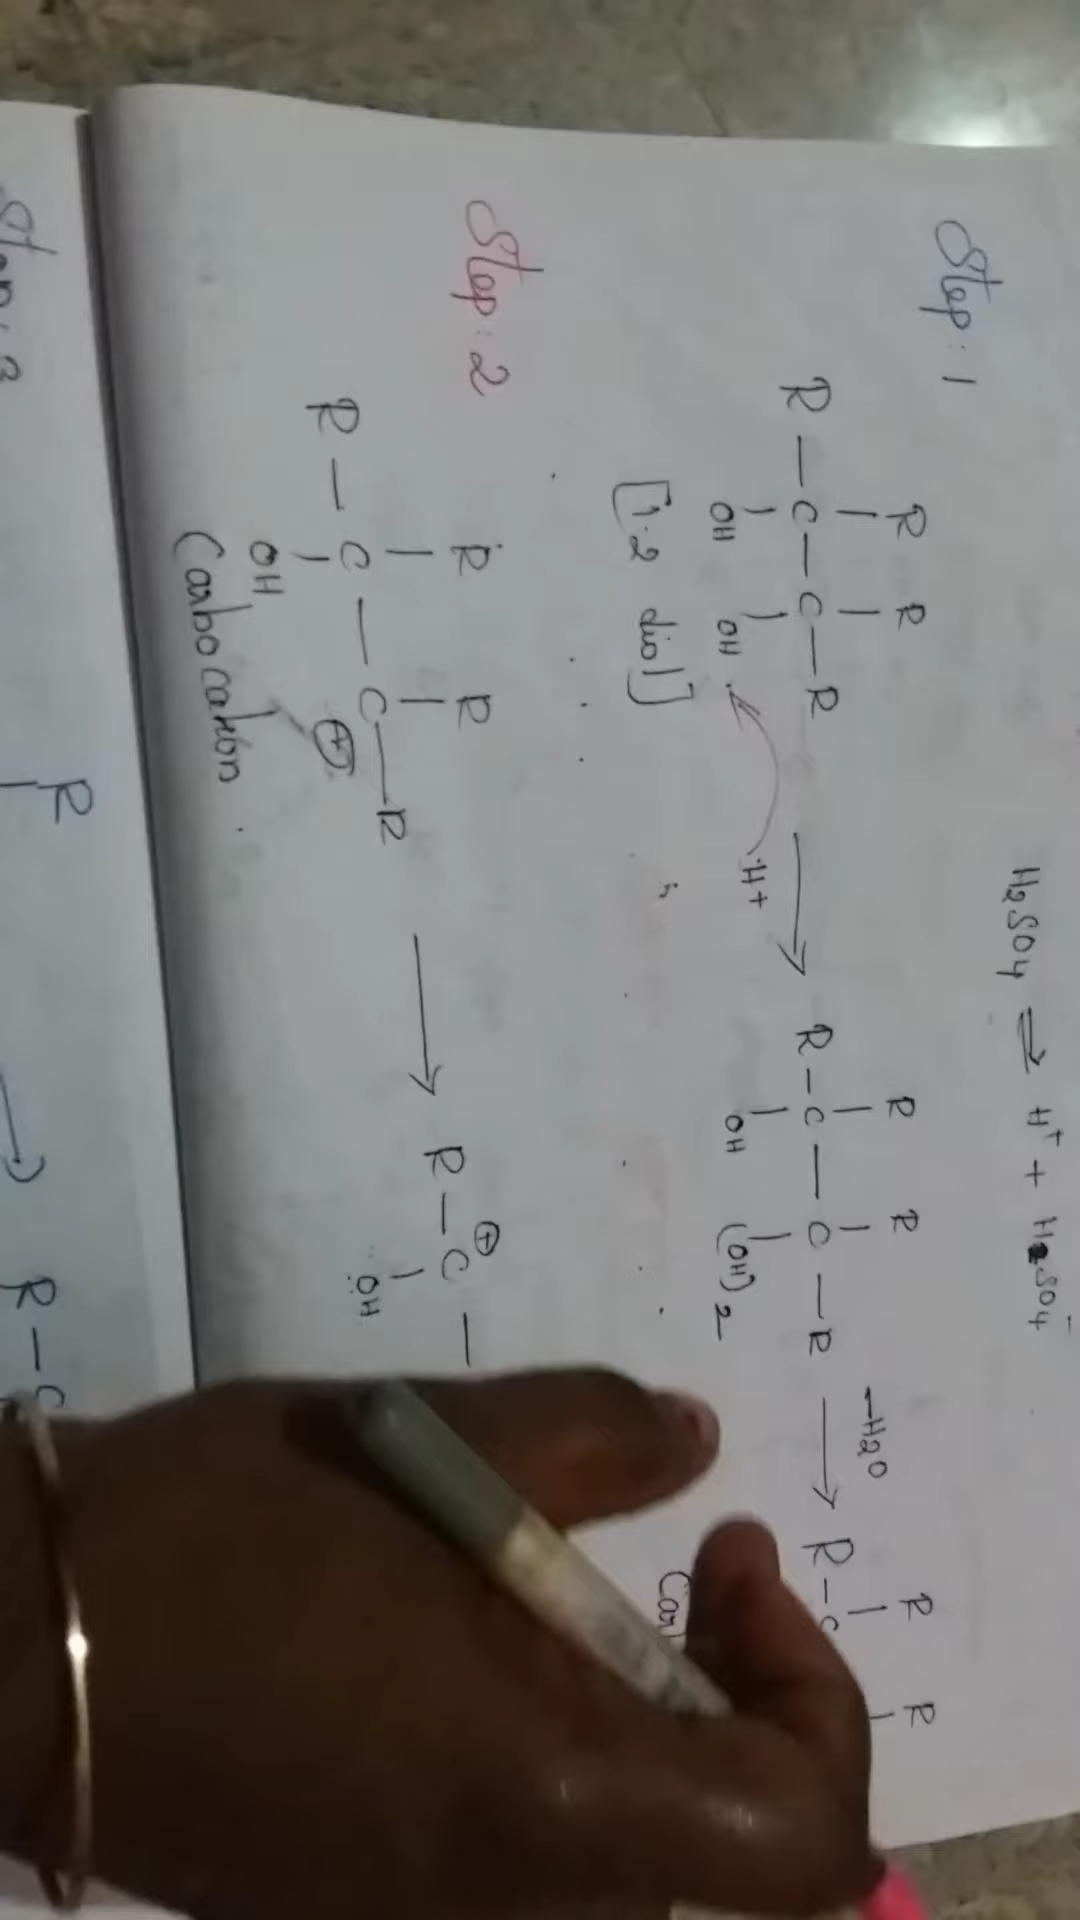 H2SO4 ⇌ H+ + HSO4-
Step: 1
R R R R R R
R — C — C — R ⟶ R – C — C — R –H2O ⟶ R – C
OH OH H+ OH (OH)2
[1:2 diol]
Step: 2
R R ⊕
R — C — C — R ⟶ R – C —
OH ⊕ :OH
Carbocation
R
⟶ R – C